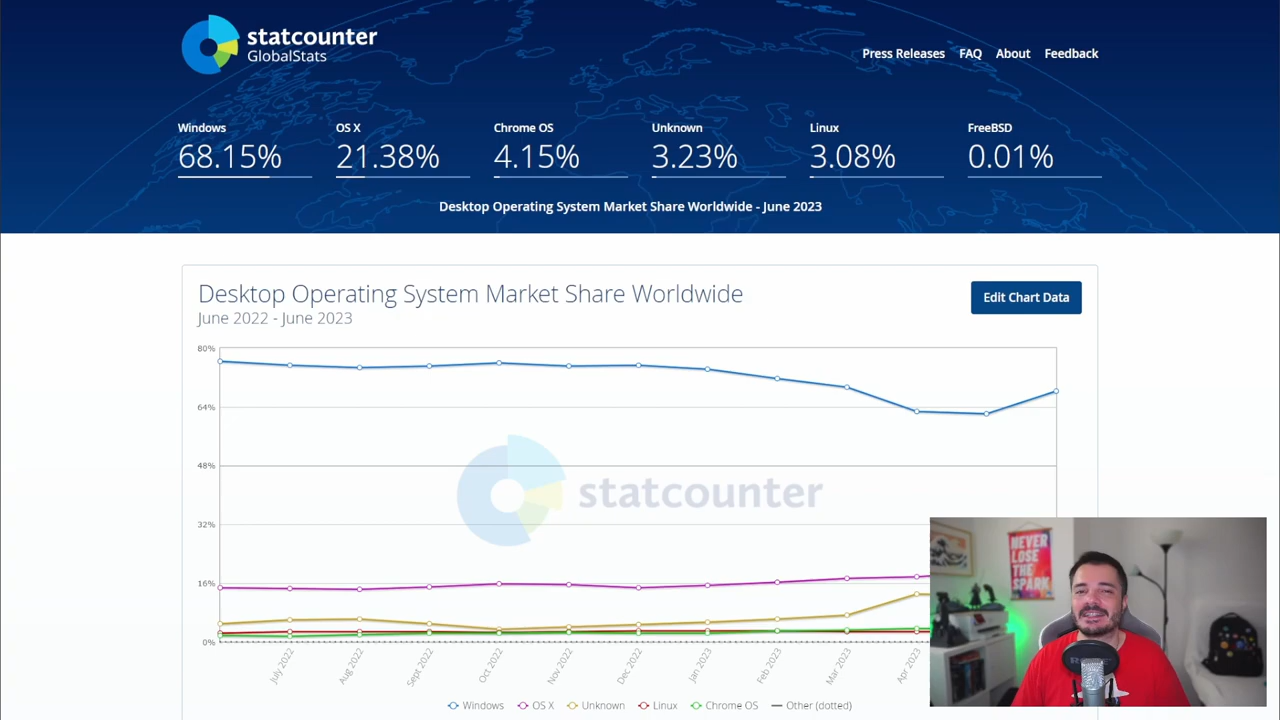 statcounter
GlobalStats
Press Releases FAQ About Feedback
Windows OS X Chrome OS Unknown Linux FreeBSD
68.15% 21.38% 4.15% 3.23% 3.08% 0.01%
Desktop Operating System Market Share Worldwide - June 2023
Desktop Operating System Market Share Worldwide
June 2022 - June 2023
Edit Chart Data
80%
64%
48%
statcounter
32%
16%
0%
NEVER
LOSE
THE
SPARK
July 2022 Aug 2022 Sept 2022 Oct 2022 Nov 2022 Dec 2022 Jan 2023 Feb 2023 Mar 2023 Apr 2023
Windows OS X Unknown Linux Chrome OS Other (dotted)